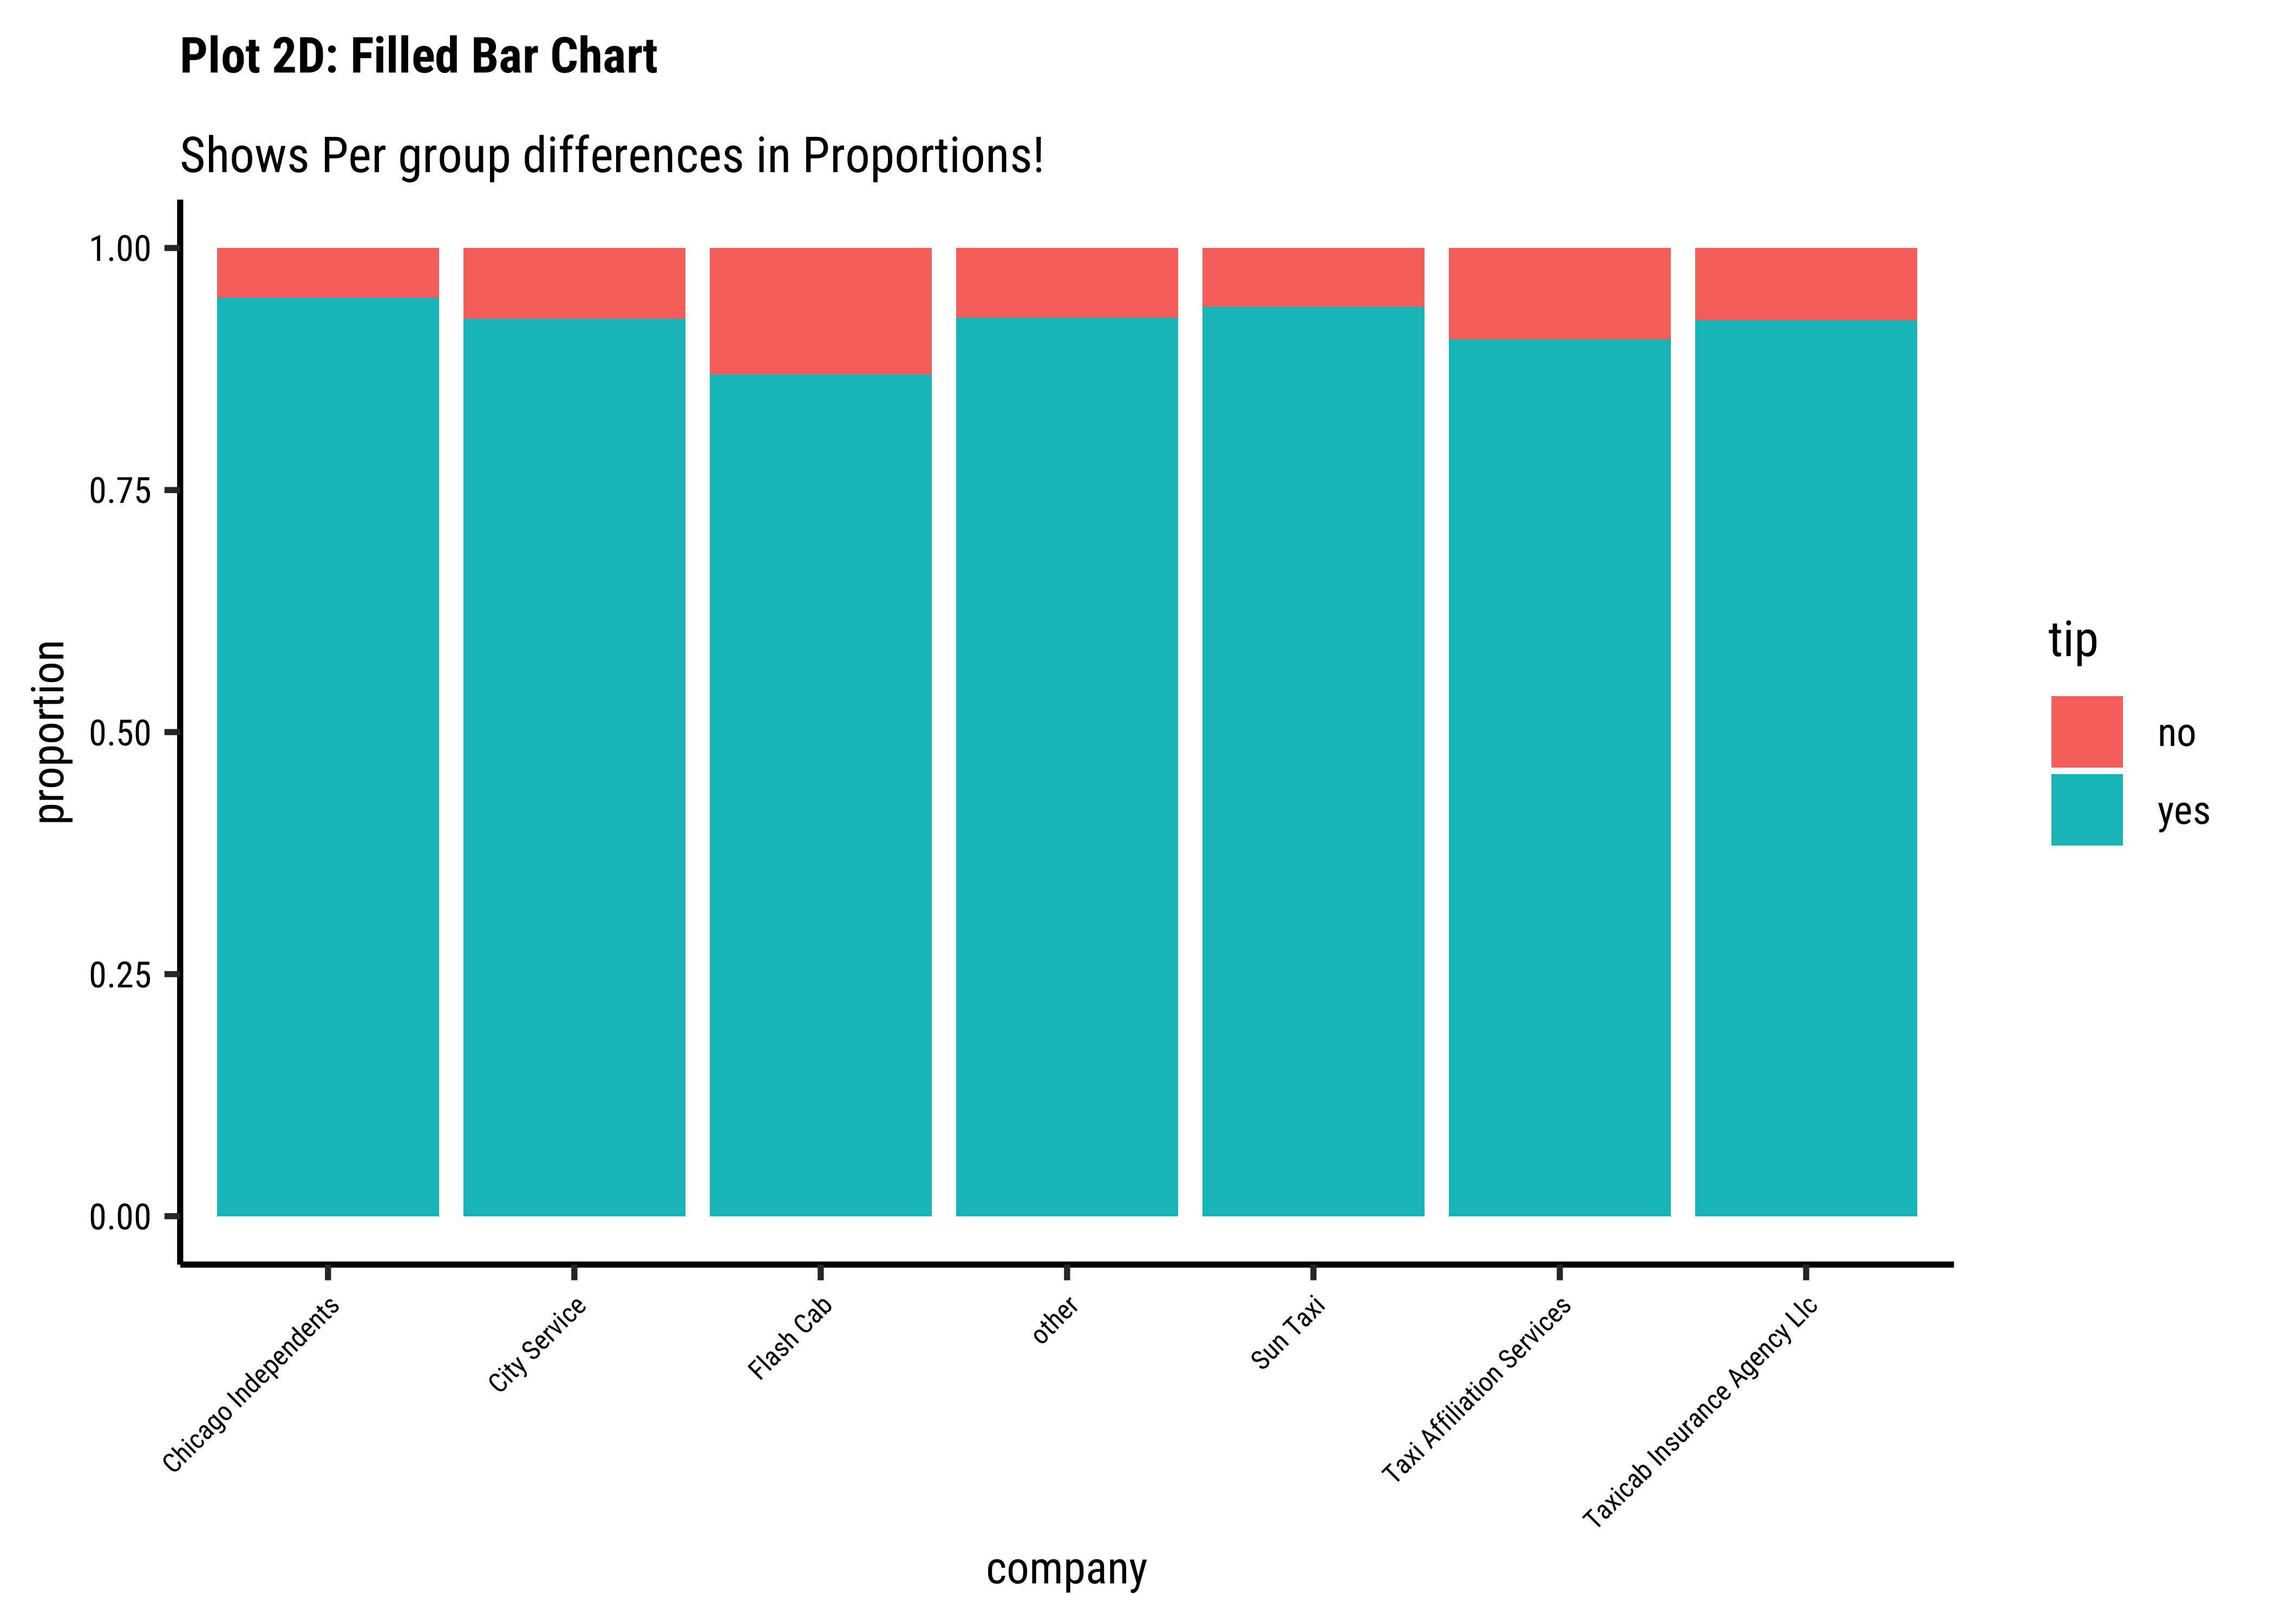 Plot 2D: Filled Bar Chart
Shows Per group differences in Proportions!
proportion
1.00
0.75
0.50
0.25
0.00
Chicago Independents
City Service
Flash Cab
other
Sun Taxi
Taxi Affiliation Services
Taxicab Insurance Agency Llc
company
tip
no
yes